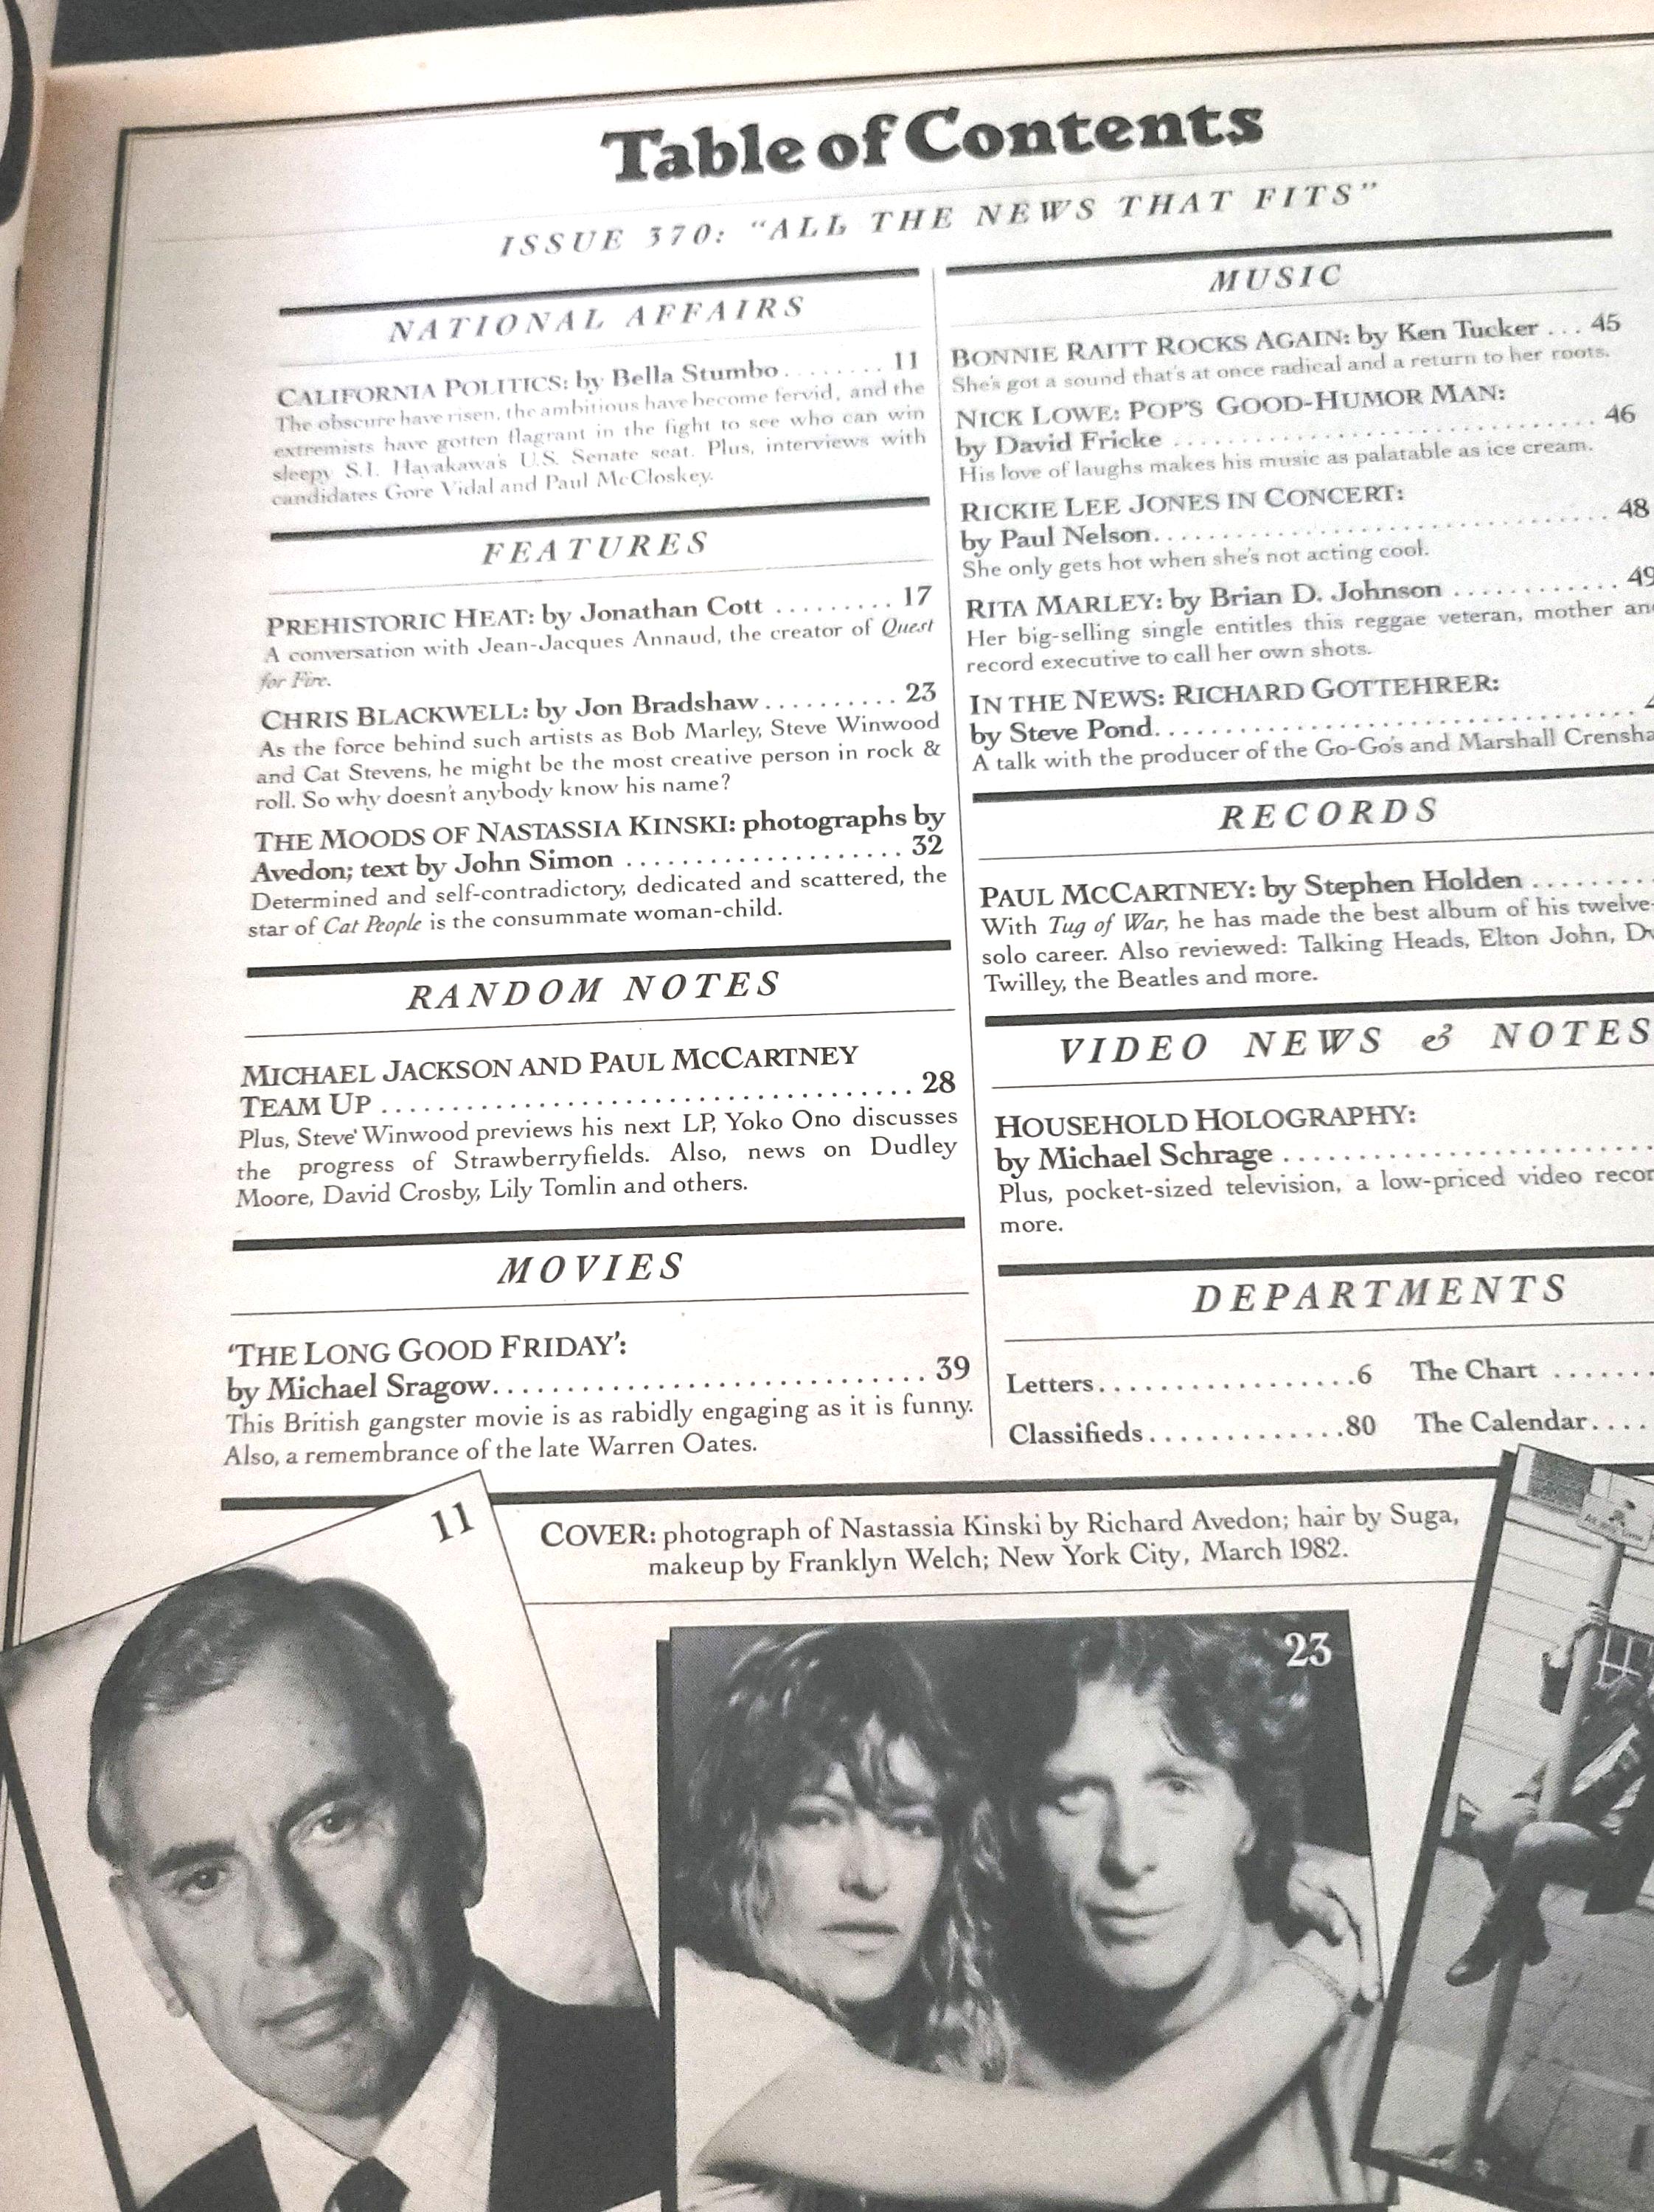 Table of Contents
ISSUE 370: “ALL THE NEWS THAT FITS”
NATIONAL AFFAIRS
CALIFORNIA POLITICS: by Bella Stumbo........11
The obscure have risen, the ambitious have become fervid, and the
extremists have gotten flagrant in the fight to see who can win
sleepy S.I. Hayakawa's U.S. Senate seat. Plus, interviews with
candidates Gore Vidal and Paul McCloskey.
FEATURES
PREHISTORIC HEAT: by Jonathan Cott .........17
A conversation with Jean-Jacques Annaud, the creator of Quest
for Fire.
CHRIS BLACKWELL: by Jon Bradshaw..........23
As the force behind such artists as Bob Marley, Steve Winwood
and Cat Stevens, he might be the most creative person in rock &
roll. So why doesn't anybody know his name?
THE MOODS OF NASTASSIA KINSKI: photographs by
Avedon; text by John Simon ....................32
Determined and self-contradictory, dedicated and scattered, the
star of Cat People is the consummate woman-child.
RANDOM NOTES
MICHAEL JACKSON AND PAUL MCCARTNEY
TEAM UP ......................................28
Plus, Steve Winwood previews his next LP, Yoko Ono discusses
the progress of Strawberryfields. Also, news on Dudley
Moore, David Crosby, Lily Tomlin and others.
MOVIES
‘THE LONG GOOD FRIDAY’:
by Michael Sragow...............................39
This British gangster movie is as rabidly engaging as it is funny.
Also, a remembrance of the late Warren Oates.
MUSIC
BONNIE RAITT ROCKS AGAIN: by Ken Tucker ...45
She's got a sound that's at once radical and a return to her roots.
NICK LOWE: POP'S GOOD-HUMOR MAN:
by David Fricke ................................46
His love of laughs makes his music as palatable as ice cream.
RICKIE LEE JONES IN CONCERT:
by Paul Nelson.................................48
She only gets hot when she's not acting cool.
RITA MARLEY: by Brian D. Johnson ............49
Her big-selling single entitles this reggae veteran, mother
record executive to call her own shots.
IN THE NEWS: RICHARD GOTTEHRER:
by Steve Pond..................................
A talk with the producer of the Go-Go's and Marshall
RECORDS
PAUL MCCARTNEY: by Stephen Holden .........
With Tug of War, he has made the best album of his twelve-
solo career. Also reviewed: Talking Heads, Elton John,
Twilley, the Beatles and more.
VIDEO NEWS & NOTES
HOUSEHOLD HOLOGRAPHY:
by Michael Schrage ...........................
Plus, pocket-sized television, a low-priced video
more.
DEPARTMENTS
Letters.................6 The Chart .......
Classifieds.............80 The Calendar....
COVER: photograph of Nastassia Kinski by Richard Avedon; hair by Suga,
makeup by Franklyn Welch; New York City, March 1982.
11
23